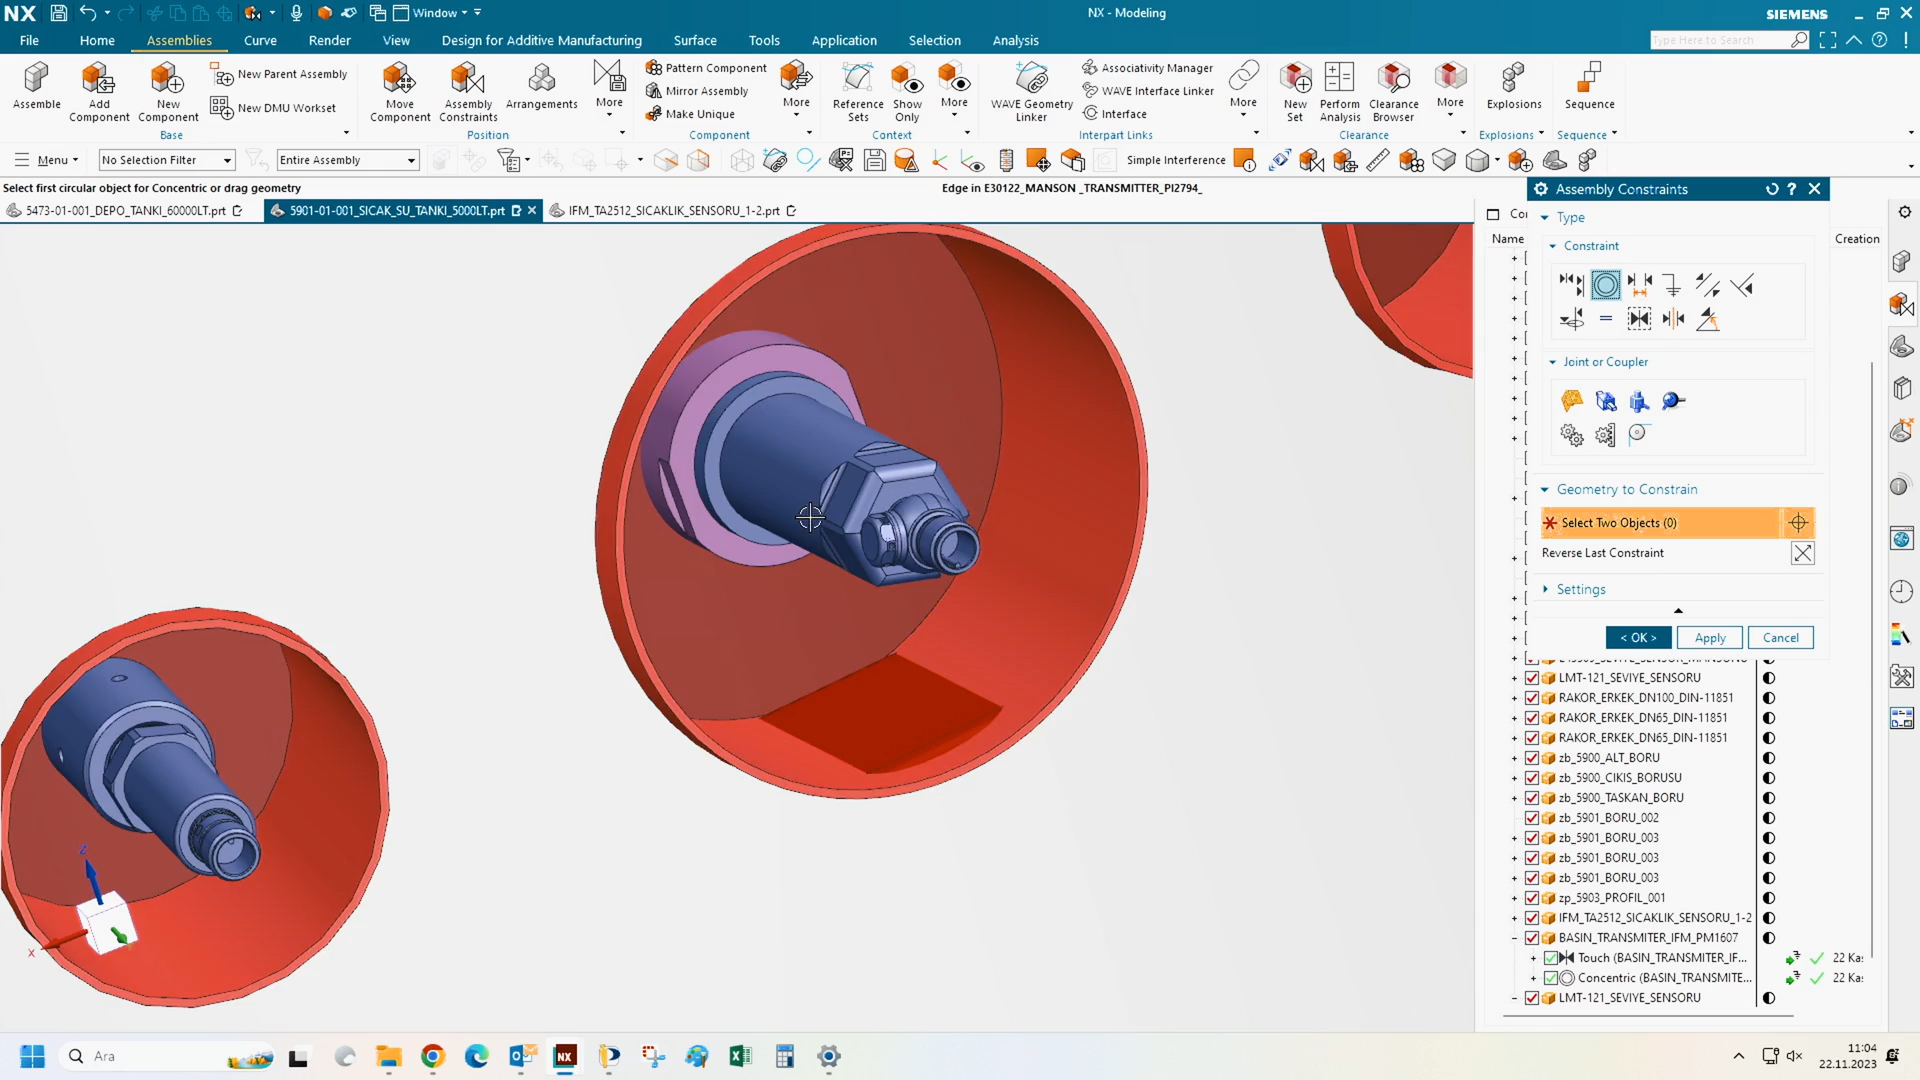 NX
Window
NX - Modeling
SIEMENS
File
Home
Assemblies
Curve
Render
View
Design for Additive Manufacturing
Surface
Tools
Application
Selection
Analysis
Type Here to Search
Assemble
Add Component
New Component
New Parent Assembly
New DMU Workset
Base
Move Component
Assembly Constraints
Arrangements
More
Position
Pattern Component
Mirror Assembly
Make Unique
More
Component
Reference Sets
Show Only
More
Context
WAVE Geometry Linker
Associativity Manager
WAVE Interface Linker
Interface
More
Interpart Links
New Set
Perform Analysis
Clearance Browser
More
Clearance
Explosions
Explosions
Sequence
Sequence
Menu
No Selection Filter
Entire Assembly
Simple Interference
Select first circular object for Concentric or drag geometry
Edge in E30122_MANSON _TRANSMITTER_PI2794_
5473-01-001_DEPO_TANKI_60000LT.prt
5901-01-001_SICAK_SU_TANKI_5000LT.prt
IFM_TA2512_SICAKLIK_SENSORU_1-2.prt
Assembly Constraints
Name
Creation
Type
Constraint
Joint or Coupler
Geometry to Constrain
Select Two Objects (0)
Reverse Last Constraint
Settings
< OK >
Apply
Cancel
LMT-121_SEVIYE_SENSORU
RAKOR_ERKEK_DN100_DIN-11851
RAKOR_ERKEK_DN65_DIN-11851
RAKOR_ERKEK_DN65_DIN-11851
zb_5900_ALT_BORU
zb_5900_CIKIS_BORUSU
zb_5900_TASKAN_BORU
zb_5901_BORU_002
zb_5901_BORU_003
zb_5901_BORU_003
zb_5901_BORU_003
zp_5903_PROFIL_001
IFM_TA2512_SICAKLIK_SENSORU_1-2
BASIN_TRANSMITER_IFM_PM1607
Touch (BASIN_TRANSMITER_IF... 22 Ka
Concentric (BASIN_TRANSMITE... 22 Ka
LMT-121_SEVIYE_SENSORU
Z
X
Ara
NX
11:04
22.11.2023